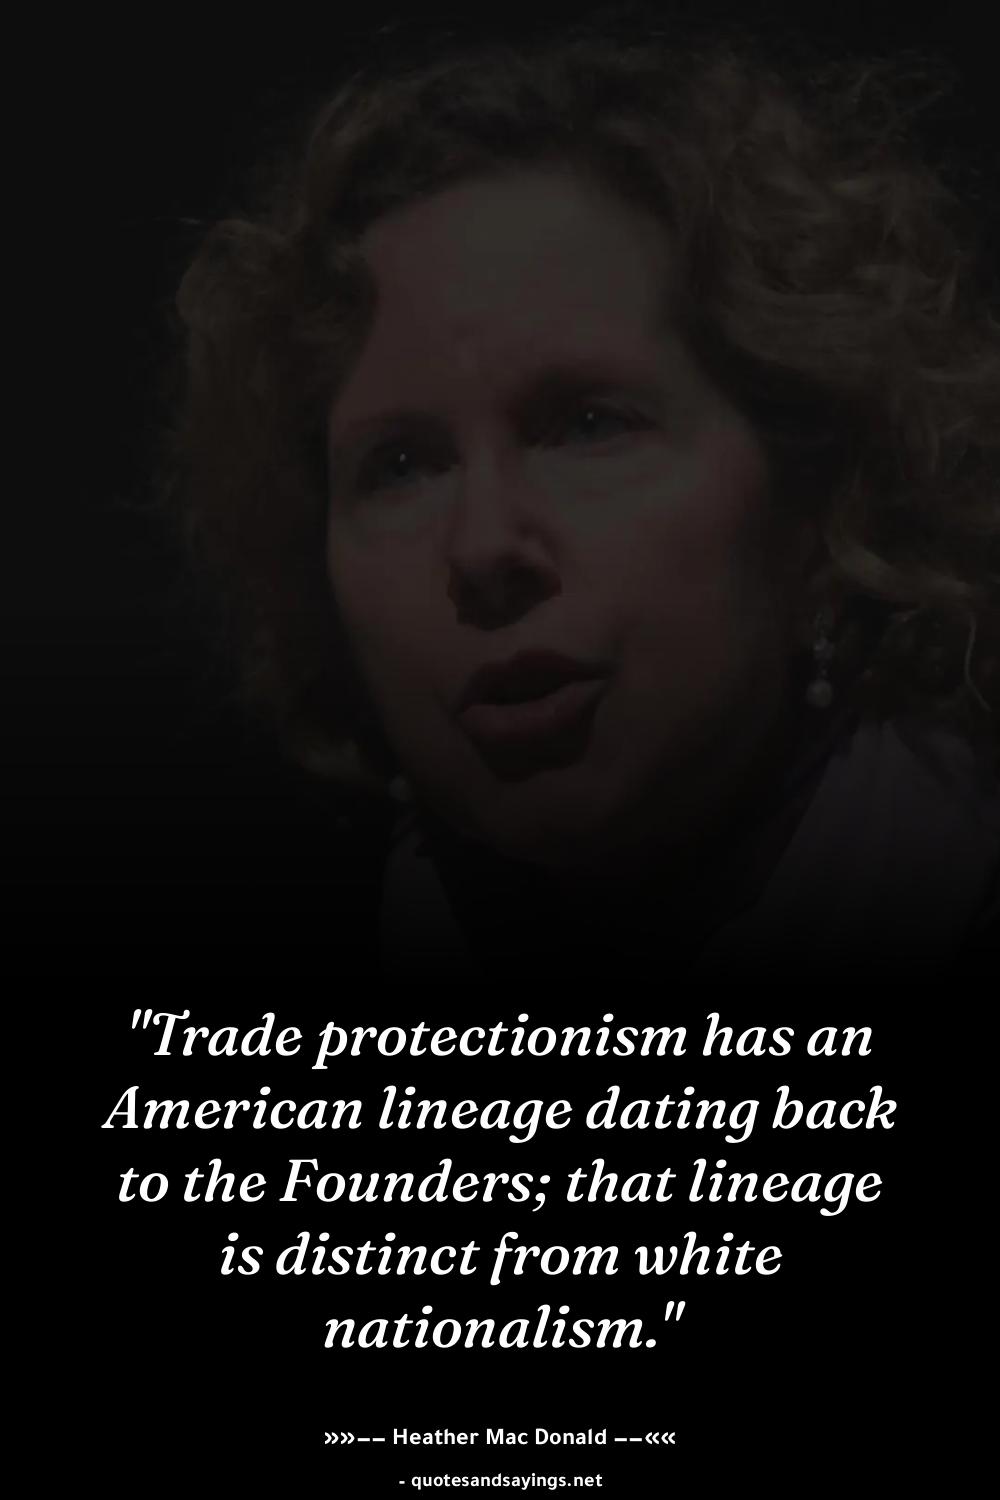 "Trade protectionism has an
American lineage dating back
to the Founders; that lineage
is distinct from white
nationalism."
»»−− Heather Mac Donald −−««
- quotesandsayings.net